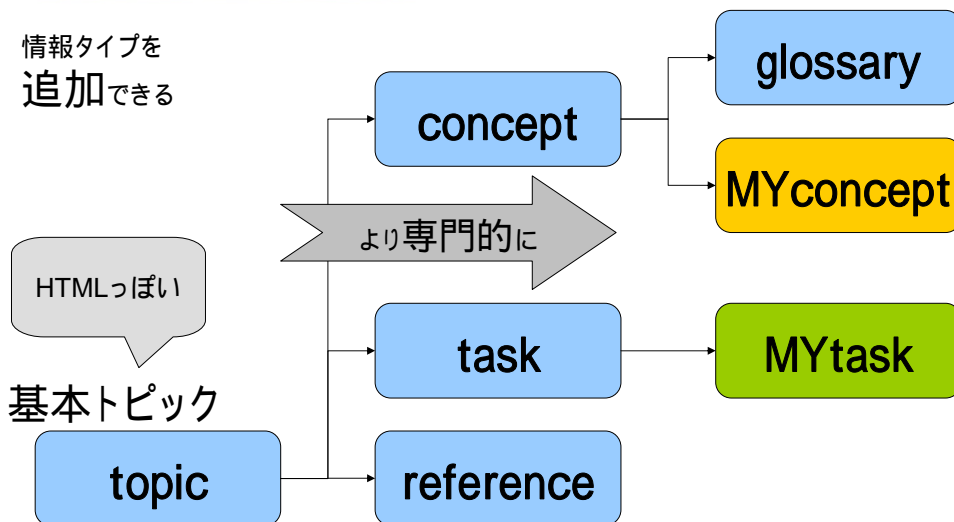 情報タイプを
追加できる
glossary
concept
MYconcept
より専門的に
HTMLっぽい
task
MYtask
基本トピック
topic
reference